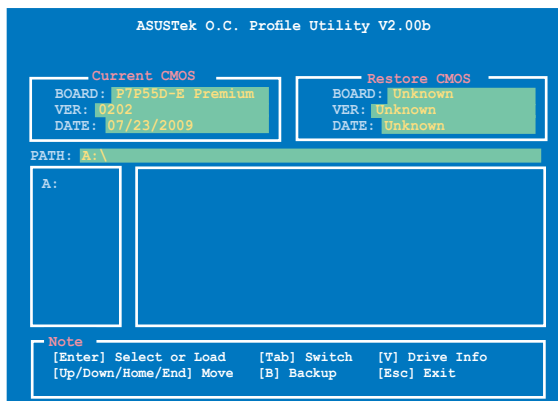 ASUSTek O.C. Profile Utility V2.00b
Current CMOS
BOARD: P7P55D-E Premium
VER: 0202
DATE: 07/23/2009
Restore CMOS
BOARD: Unknown
VER: Unknown
DATE: Unknown
PATH: A:\
A:
Note
[Enter] Select or Load [Tab] Switch [V] Drive Info
[Up/Down/Home/End] Move [B] Backup [Esc] Exit